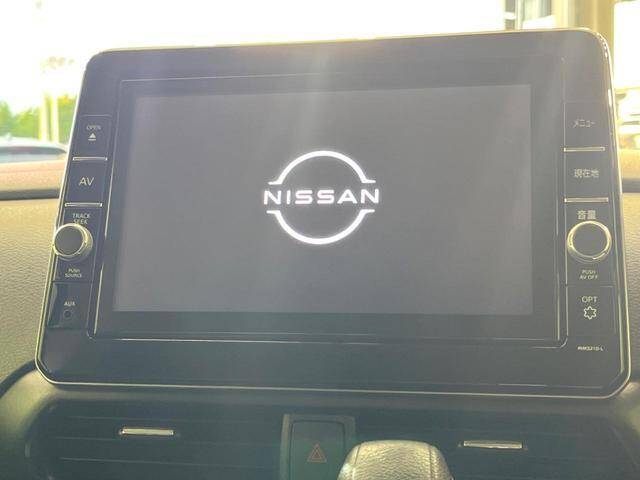 OPEN
AV
TRACK
SEEK
PUSH
SOURCE
AUX
NISSAN
メニュー
現在地
音量
PUSH
AV OFF
OPT
MM521D-L